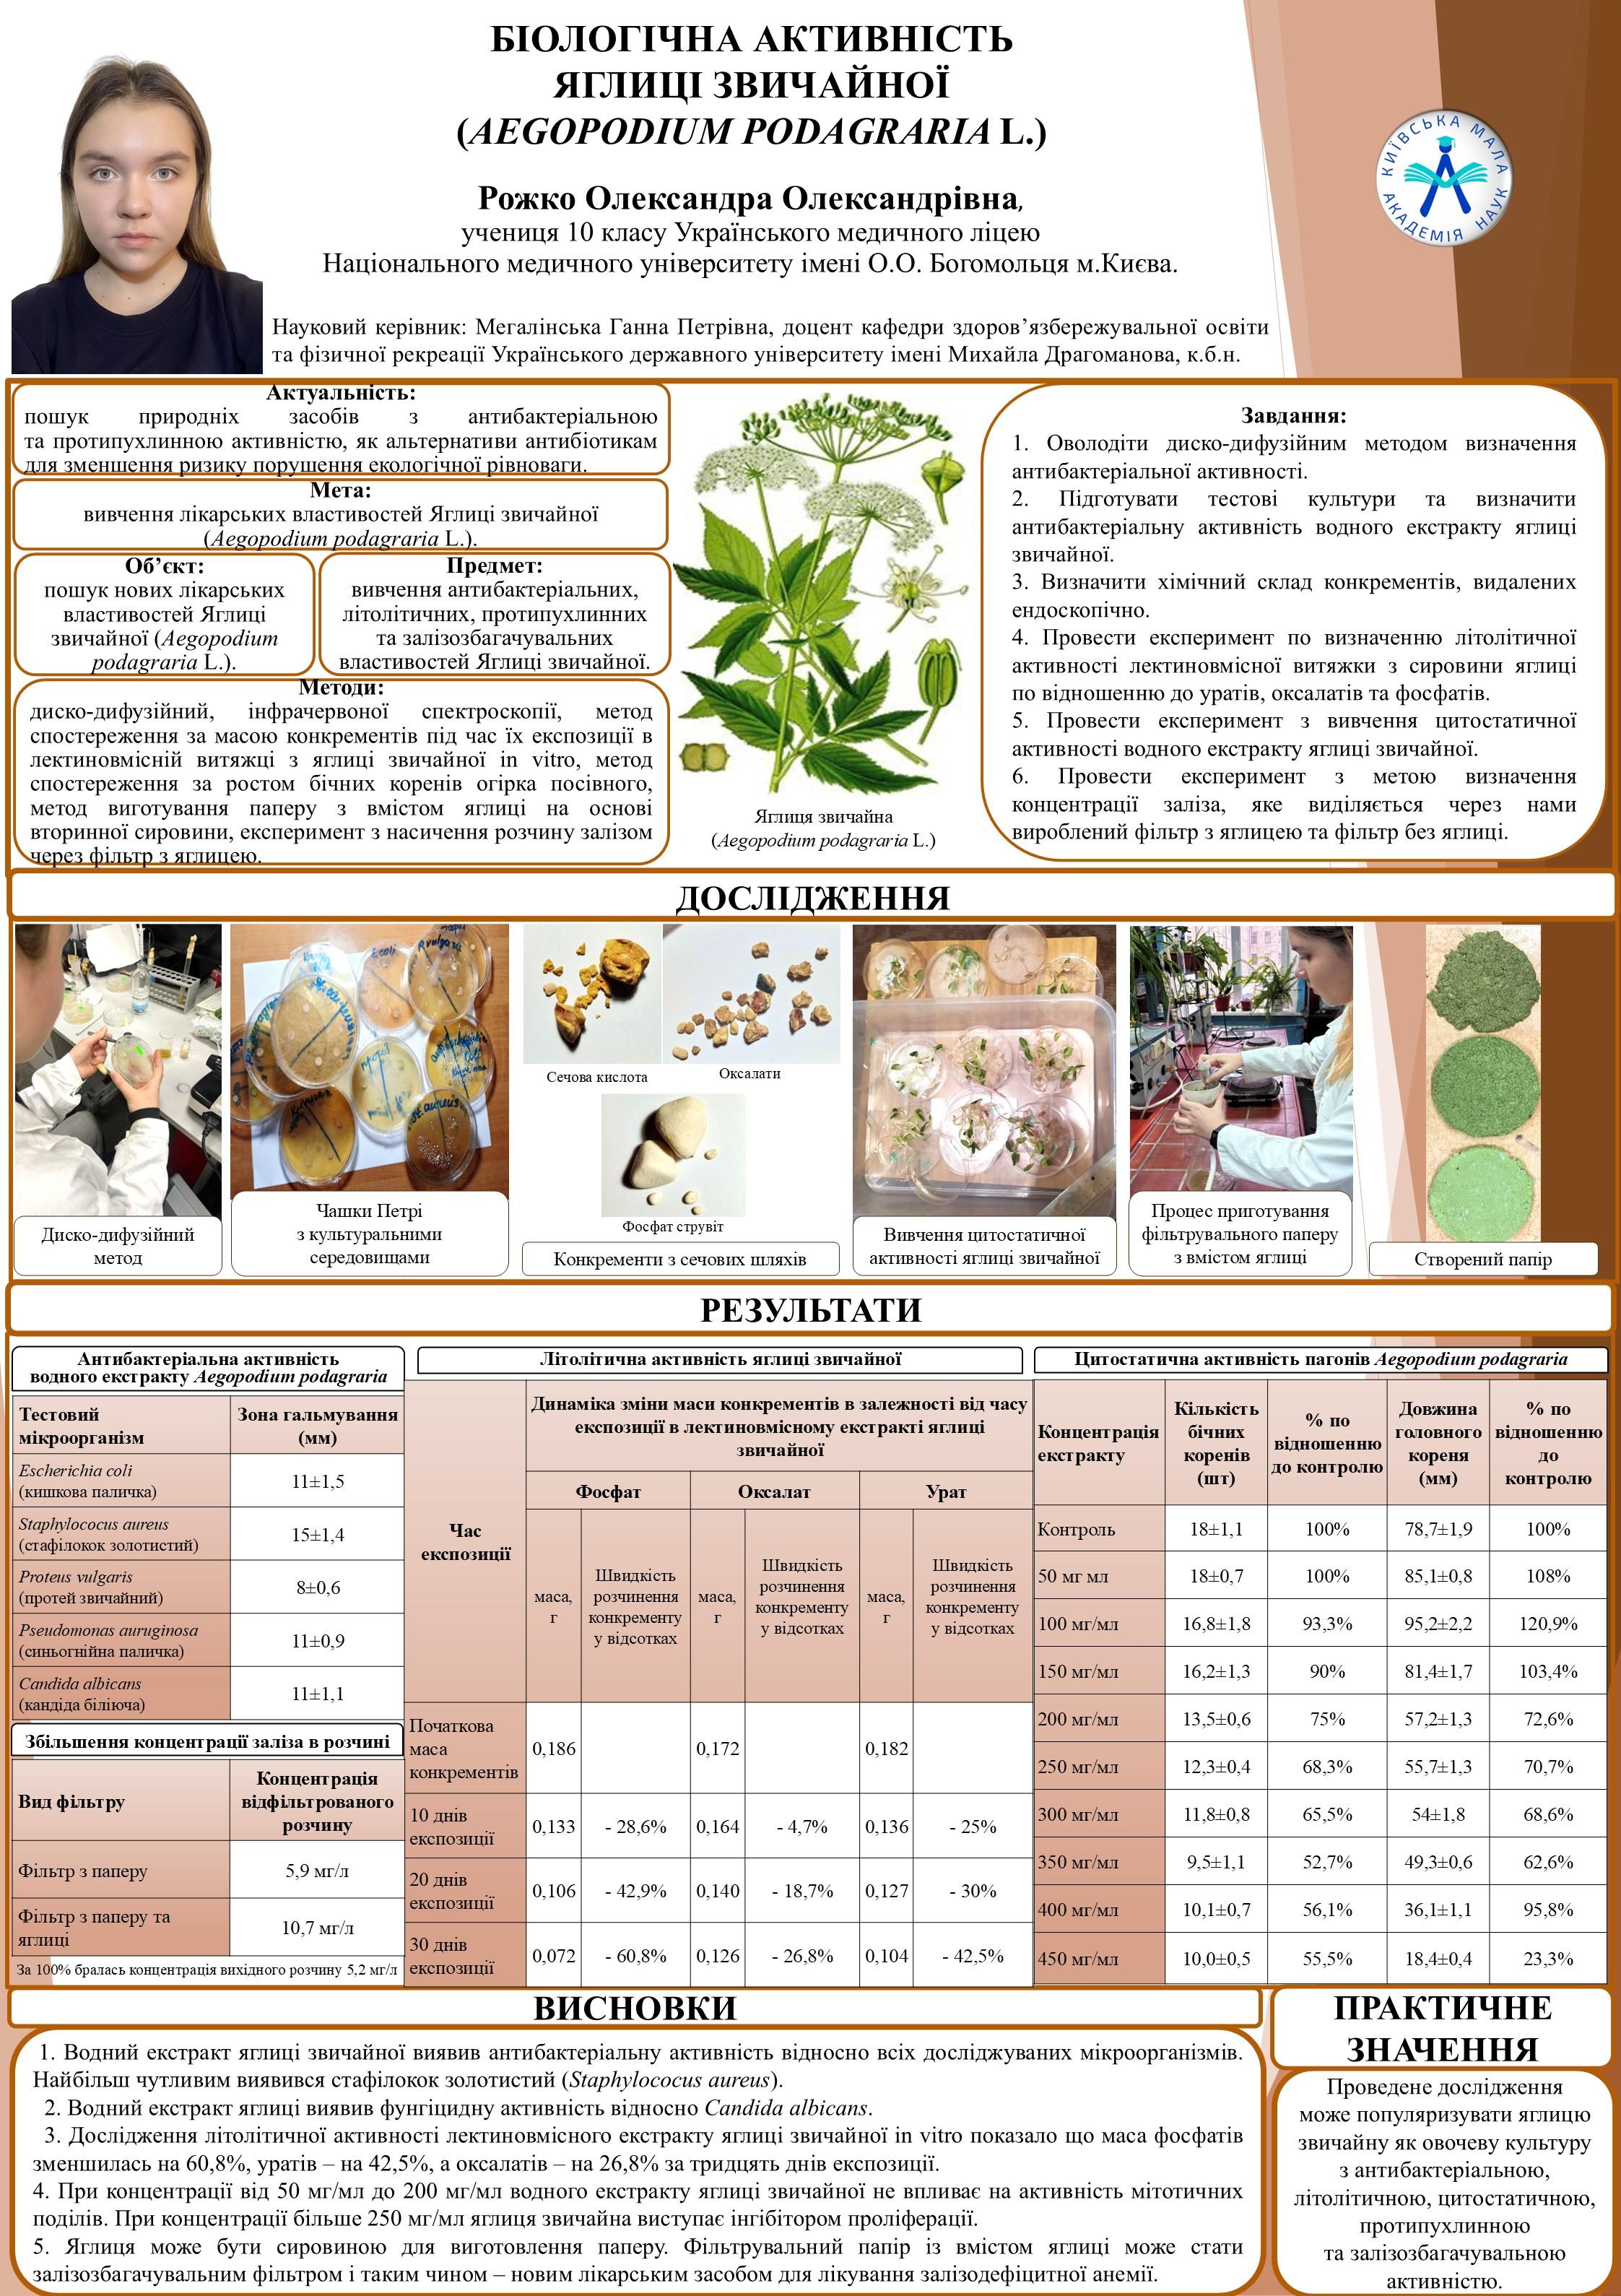 БІОЛОГІЧНА АКТИВНІСТЬ
ЯГЛИЦІ ЗВИЧАЙНОЇ
(AEGOPODIUM PODAGRARIA L.)
КИЇВСЬКА МАЛА АКАДЕМІЯ НАУК
Рожко Олександра Олександрівна,
учениця 10 класу Українського медичного ліцею
Національного медичного університету імені О.О. Богомольця м.Києва.
Науковий керівник: Мегалінська Ганна Петрівна, доцент кафедри здоров’язбережувальної освіти
та фізичної рекреації Українського державного університету імені Михайла Драгоманова, к.б.н.
Актуальність:
пошук природніх засобів з антибактеріальною
та протипухлинною активністю, як альтернативи антибіотикам
для зменшення ризику порушення екологічної рівноваги.
Мета:
вивчення лікарських властивостей Яглиці звичайної
(Aegopodium podagraria L.).
Об’єкт:
пошук нових лікарських
властивостей Яглиці
звичайної (Aegopodium
podagraria L.).
Предмет:
вивчення антибактеріальних,
літолітичних, протипухлинних
та залізозбагачувальних
властивостей Яглиці звичайної.
Методи:
диско-дифузійний, інфрачервоної спектроскопії, метод
спостереження за масою конкрементів під час їх експозиції в
лектиновмісній витяжці з яглиці звичайної in vitro, метод
спостереження за ростом бічних коренів огірка посівного,
метод виготування паперу з вмістом яглиці на основі
вторинної сировини, експеримент з насичення розчину залізом
через фільтр з яглицею.
Яглиця звичайна
(Aegopodium podagraria L.)
Завдання:
1. Оволодіти диско-дифузійним методом визначення
антибактеріальної активності.
2. Підготувати тестові культури та визначити
антибактеріальну активність водного екстракту яглиці
звичайної.
3. Визначити хімічний склад конкрементів, видалених
ендоскопічно.
4. Провести експеримент по визначенню літолітичної
активності лектиновмісної витяжки з сировини яглиці
по відношенню до уратів, оксалатів та фосфатів.
5. Провести експеримент з вивчення цитостатичної
активності водного екстракту яглиці звичайної.
6. Провести експеримент з метою визначення
концентрації заліза, яке виділяється через нами
вироблений фільтр з яглицею та фільтр без яглиці.
ДОСЛІДЖЕННЯ
E.coli
P.vulgaris
St.aureus
Сечова кислота
Оксалати
Фосфат струвіт
Диско-дифузійний
метод
Чашки Петрі
з культуральними
середовищами
Конкременти з сечових шляхів
Вивчення цитостатичної
активності яглиці звичайної
Процес приготування
фільтрувального паперу
з вмістом яглиці
Створений папір
РЕЗУЛЬТАТИ
Антибактеріальна активність
водного екстракту Aegopodium podagraria
Тестовий мікроорганізм Зона гальмування (мм)
Escherichia coli (кишкова паличка) 11±1,5
Staphylococus aureus (стафілокок золотистий) 15±1,4
Proteus vulgaris (протей звичайний) 8±0,6
Pseudomonas auruginosa (синьогнійна паличка) 11±0,9
Candida albicans (кандіда біліюча) 11±1,1
Збільшення концентрації заліза в розчині
Вид фільтру Концентрація відфільтрованого розчину
Фільтр з паперу 5,9 мг/л
Фільтр з паперу та яглиці 10,7 мг/л
За 100% бралась концентрація вихідного розчину 5,2 мг/л
Літолітична активність яглиці звичайної
Час експозиції
Динаміка зміни маси конкрементів в залежності від часу
експозиції в лектиновмісному екстракті яглиці
звичайної
Фосфат Оксалат Урат
маса, г Швидкість розчинення конкременту у відсотках маса, г Швидкість розчинення конкременту у відсотках маса, г Швидкість розчинення конкременту у відсотках
Початкова маса конкрементів 0,186 0,172 0,182
10 днів експозиції 0,133 - 28,6% 0,164 - 4,7% 0,136 - 25%
20 днів експозиції 0,106 - 42,9% 0,140 - 18,7% 0,127 - 30%
30 днів експозиції 0,072 - 60,8% 0,126 - 26,8% 0,104 - 42,5%
Цитостатична активність пагонів Aegopodium podagraria
Концентрація екстракту Кількість бічних коренів (шт) % по відношенню до контролю Довжина головного кореня (мм) % по відношенню до контролю
Контроль 18±1,1 100% 78,7±1,9 100%
50 мг мл 18±0,7 100% 85,1±0,8 108%
100 мг/мл 16,8±1,8 93,3% 95,2±2,2 120,9%
150 мг/мл 16,2±1,3 90% 81,4±1,7 103,4%
200 мг/мл 13,5±0,6 75% 57,2±1,3 72,6%
250 мг/мл 12,3±0,4 68,3% 55,7±1,3 70,7%
300 мг/мл 11,8±0,8 65,5% 54±1,8 68,6%
350 мг/мл 9,5±1,1 52,7% 49,3±0,6 62,6%
400 мг/мл 10,1±0,7 56,1% 36,1±1,1 95,8%
450 мг/мл 10,0±0,5 55,5% 18,4±0,4 23,3%
ВИСНОВКИ
1. Водний екстракт яглиці звичайної виявив антибактеріальну активність відносно всіх досліджуваних мікроорганізмів.
Найбільш чутливим виявився стафілокок золотистий (Staphylococus aureus).
2. Водний екстракт яглиці виявив фунгіцидну активність відносно Candida albicans.
3. Дослідження літолітичної активності лектиновмісного екстракту яглиці звичайної in vitro показало що маса фосфатів
зменшилась на 60,8%, уратів – на 42,5%, а оксалатів – на 26,8% за тридцять днів експозиції.
4. При концентрації від 50 мг/мл до 200 мг/мл водного екстракту яглиці звичайної не впливає на активність мітотичних
поділів. При концентрації більше 250 мг/мл яглиця звичайна виступає інгібітором проліферації.
5. Яглиця може бути сировиною для виготовлення паперу. Фільтрувальний папір із вмістом яглиці може стати
залізозбагачувальним фільтром і таким чином – новим лікарським засобом для лікування залізодефіцитної анемії.
ПРАКТИЧНЕ
ЗНАЧЕННЯ
Проведене дослідження
може популяризувати яглицю
звичайну як овочеву культуру
з антибактеріальною,
літолітичною, цитостатичною,
протипухлинною
та залізозбагачувальною
активністю.